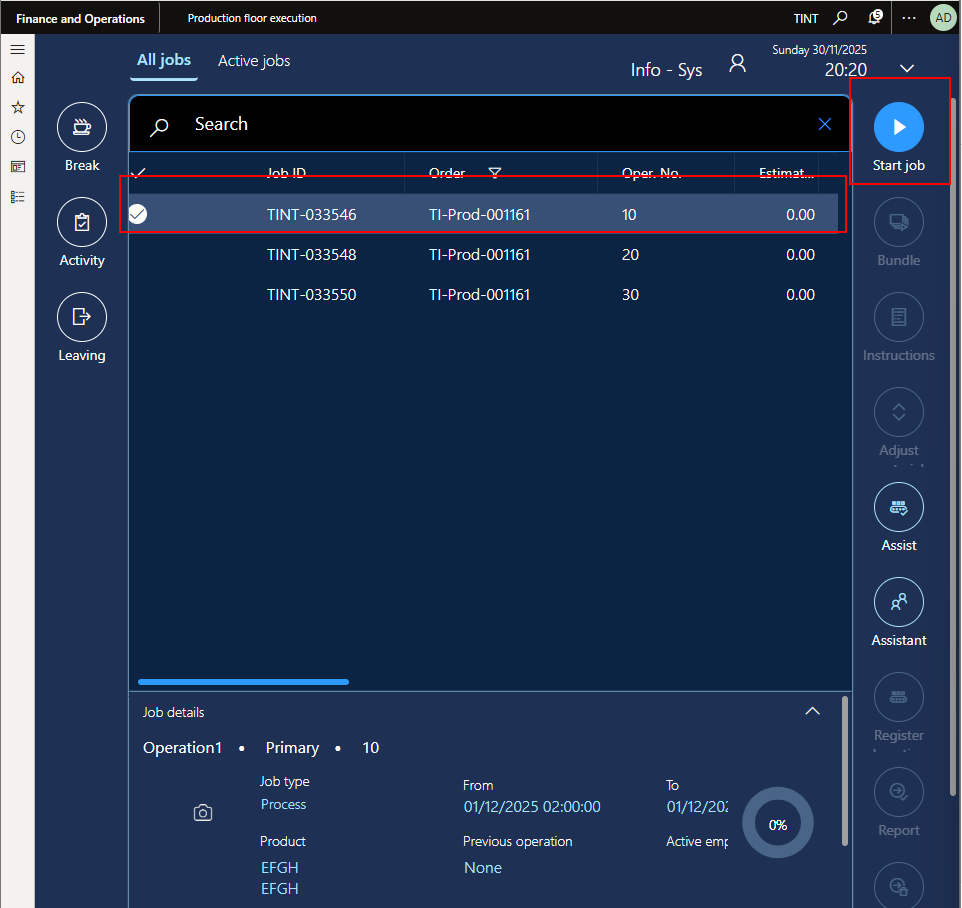 Finance and Operations
Production floor execution
TINT
5
AD
All jobs
Active jobs
Info - Sys
Sunday 30/11/2025
20:20
Break
Activity
Leaving
Search
Job ID Order Oper. No. Estimat...
TINT-033546 TI-Prod-001161 10 0.00
TINT-033548 TI-Prod-001161 20 0.00
TINT-033550 TI-Prod-001161 30 0.00
Start job
Bundle
Instructions
Adjust
Assist
Assistant
Register
Report
Job details
Operation1 • Primary • 10
Job type
Process
From
01/12/2025 02:00:00
To
01/12/202
Product
EFGH
EFGH
Previous operation
None
Active emp
0%